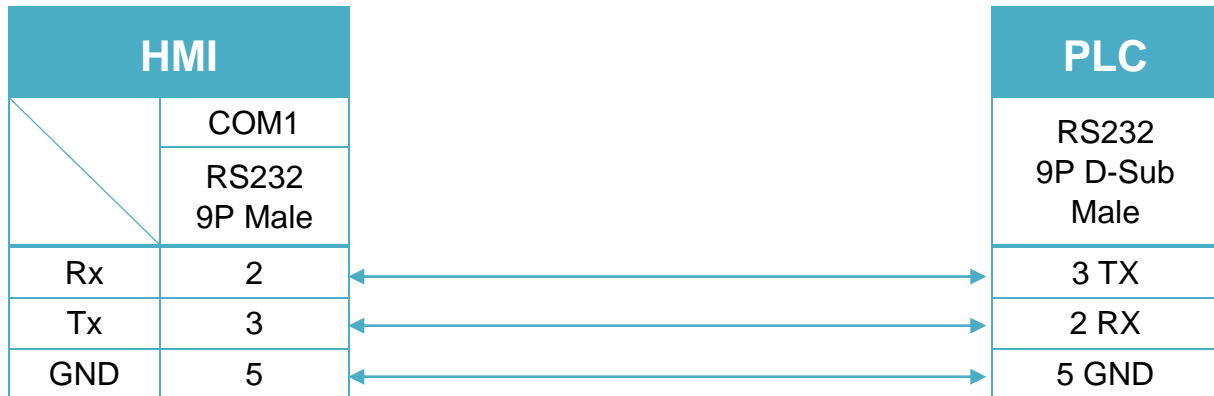 HMI
PLC
COM1
RS232
9P Male
RS232
9P D-Sub
Male
Rx 2 3 TX
Tx 3 2 RX
GND 5 5 GND